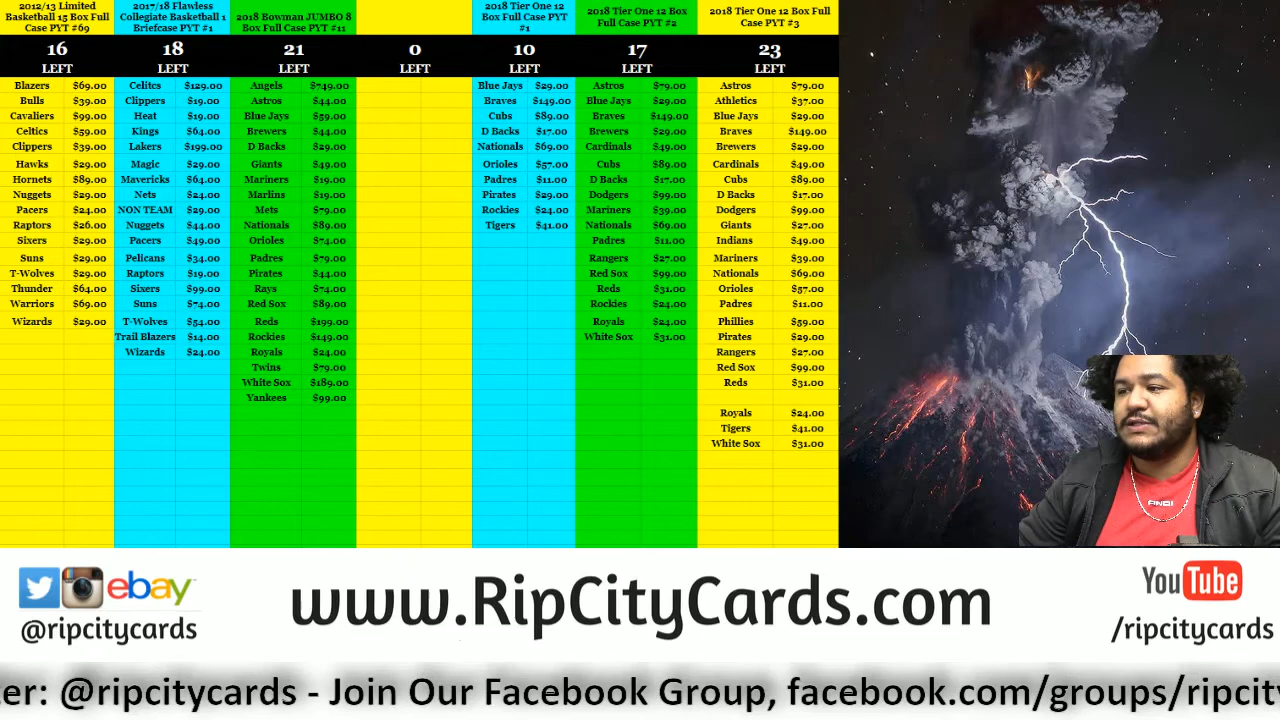 2012/13 Limited
Basketball 15 Box Full
Case PYT #69
16
LEFT
Blazers $69.00
Bulls $39.00
Cavaliers $99.00
Celtics $59.00
Clippers $39.00
Hawks $29.00
Hornets $89.00
Nuggets $29.00
Pacers $24.00
Raptors $26.00
Sixers $29.00
Suns $29.00
T-Wolves $29.00
Thunder $64.00
Warriors $69.00
Wizards $29.00
2017/18 Flawless
Collegiate Basketball 1
Briefcase PYT #1
18
LEFT
Celitcs $129.00
Clippers $19.00
Heat $19.00
Kings $64.00
Lakers $199.00
Magic $29.00
Mavericks $64.00
Nets $24.00
NON TEAM $29.00
Nuggets $44.00
Pacers $49.00
Pelicans $34.00
Raptors $19.00
Sixers $99.00
Suns $74.00
T-Wolves $54.00
Trail Blazers $14.00
Wizards $24.00
2018 Bowman JUMBO 8
Box Full Case PYT #11
21
LEFT
Angels $749.00
Astros $44.00
Blue Jays $59.00
Brewers $44.00
D Backs $29.00
Giants $49.00
Mariners $19.00
Marlins $19.00
Mets $79.00
Nationals $89.00
Orioles $74.00
Padres $79.00
Pirates $44.00
Rays $74.00
Red Sox $89.00
Reds $199.00
Rockies $149.00
Royals $24.00
Twins $79.00
White Sox $189.00
Yankees $99.00
0
LEFT
2018 Tier One 12
Box Full Case PYT
#1
10
LEFT
Blue Jays $29.00
Braves $149.00
Cubs $89.00
D Backs $17.00
Nationals $69.00
Orioles $57.00
Padres $11.00
Pirates $29.00
Rockies $24.00
Tigers $41.00
2018 Tier One 12 Box
Full Case PYT #2
17
LEFT
Astros $79.00
Blue Jays $29.00
Braves $149.00
Brewers $29.00
Cardinals $49.00
Cubs $89.00
D Backs $17.00
Dodgers $99.00
Mariners $39.00
Nationals $69.00
Padres $11.00
Rangers $27.00
Red Sox $99.00
Reds $31.00
Rockies $24.00
Royals $24.00
White Sox $31.00
2018 Tier One 12 Box Full
Case PYT #3
23
LEFT
Astros $79.00
Athletics $37.00
Blue Jays $29.00
Braves $149.00
Brewers $29.00
Cardinals $49.00
Cubs $89.00
D Backs $17.00
Dodgers $99.00
Giants $27.00
Indians $49.00
Mariners $39.00
Nationals $69.00
Orioles $57.00
Padres $11.00
Phillies $59.00
Pirates $29.00
Rangers $27.00
Red Sox $99.00
Reds $31.00
Royals $24.00
Tigers $41.00
White Sox $31.00
ebay
@ripcitycards
www.RipCityCards.com
YouTube
/ripcitycards
er: @ripcitycards - Join Our Facebook Group, facebook.com/groups/ripcity